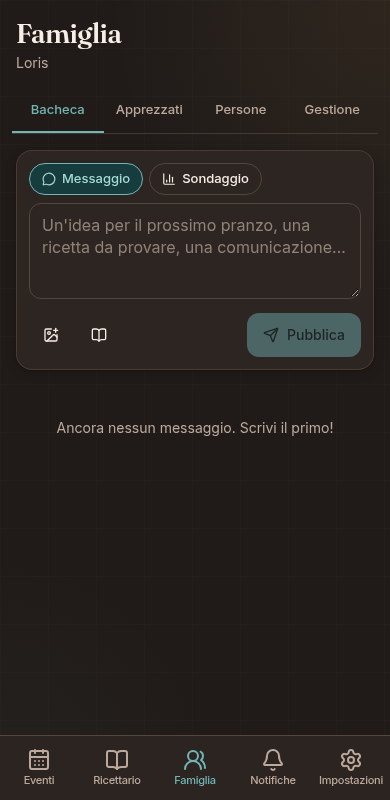 Famiglia
Loris
Bacheca Apprezzati Persone Gestione
Messaggio Sondaggio
Un'idea per il prossimo pranzo, una
ricetta da provare, una comunicazione...
Pubblica
Ancora nessun messaggio. Scrivi il primo!
Eventi Ricettario Famiglia Notifiche Impostazioni